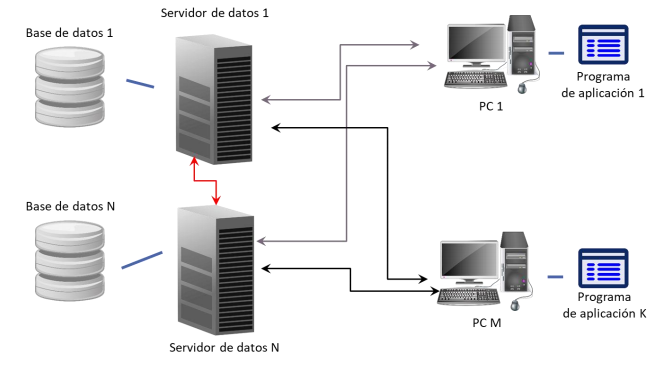 Servidor de datos 1
Base de datos 1
Programa
de aplicación 1
PC 1
Base de datos N
Programa
de aplicación K
PC M
Servidor de datos N